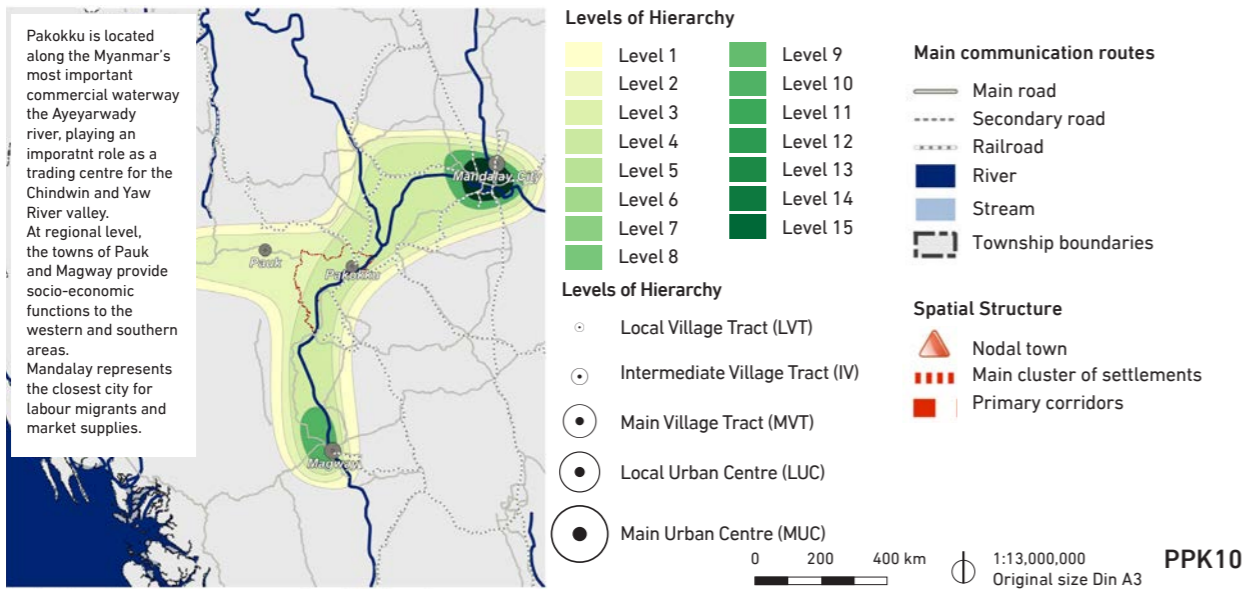 Pakokku is located
along the Myanmar's
most important
commercial waterway
the Ayeyarwady
river, playing an
imporatnt role as a
trading centre for the
Chindwin and Yaw
River valley.
At regional level,
the towns of Pauk
and Magway provide
socio-economic
functions to the
western and southern
areas.
Mandalay represents
the closest city for
labour migrants and
market supplies.
Mandalay City
Pauk
Pakokku
Magway
Levels of Hierarchy
Level 1
Level 2
Level 3
Level 4
Level 5
Level 6
Level 7
Level 8
Level 9
Level 10
Level 11
Level 12
Level 13
Level 14
Level 15
Levels of Hierarchy
Local Village Tract (LVT)
Intermediate Village Tract (IV)
Main Village Tract (MVT)
Local Urban Centre (LUC)
Main Urban Centre (MUC)
Main communication routes
Main road
Secondary road
Railroad
River
Stream
Township boundaries
Spatial Structure
Nodal town
Main cluster of settlements
Primary corridors
0 200 400 km
1:13,000,000
Original size Din A3
PPK10